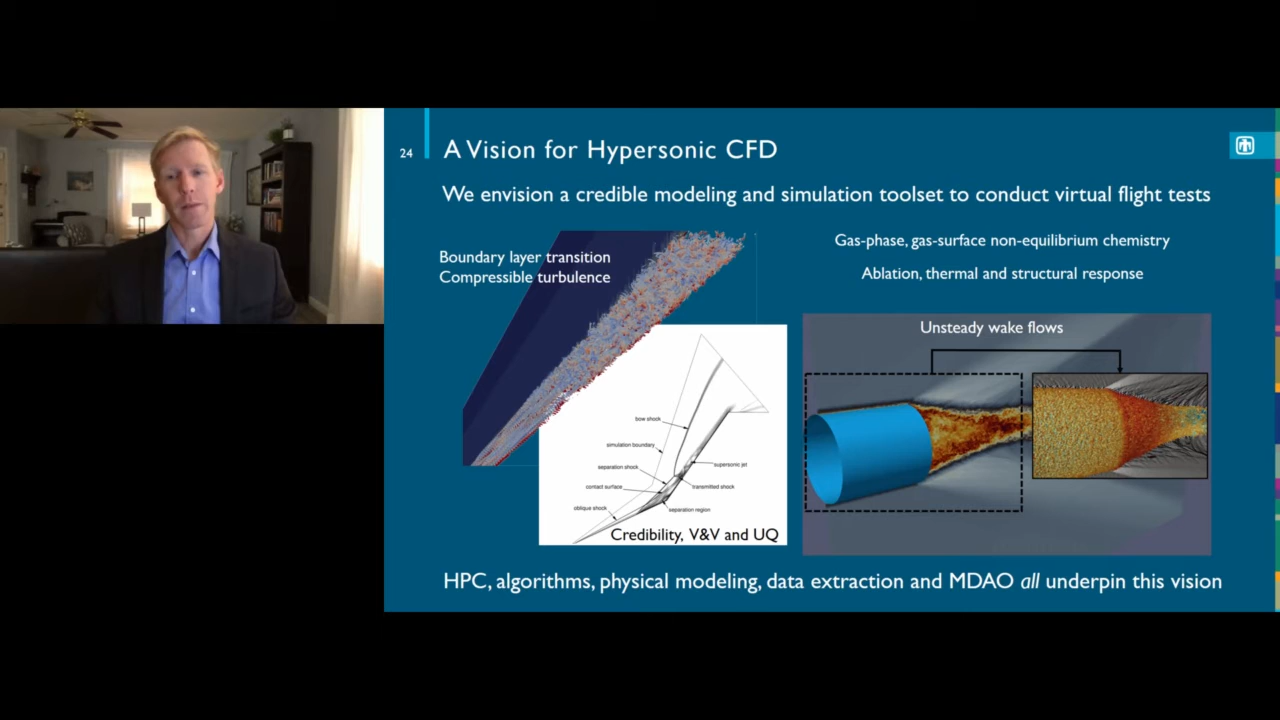 24
A Vision for Hypersonic CFD
We envision a credible modeling and simulation toolset to conduct virtual flight tests
Boundary layer transition
Compressible turbulence
Gas-phase, gas-surface non-equilibrium chemistry
Ablation, thermal and structural response
Unsteady wake flows
bow shock
simulation boundary
separation shock
supersonic jet
contact surface
transmitted shock
oblique shock
separation region
Credibility, V&V and UQ
HPC, algorithms, physical modeling, data extraction and MDAO all underpin this vision